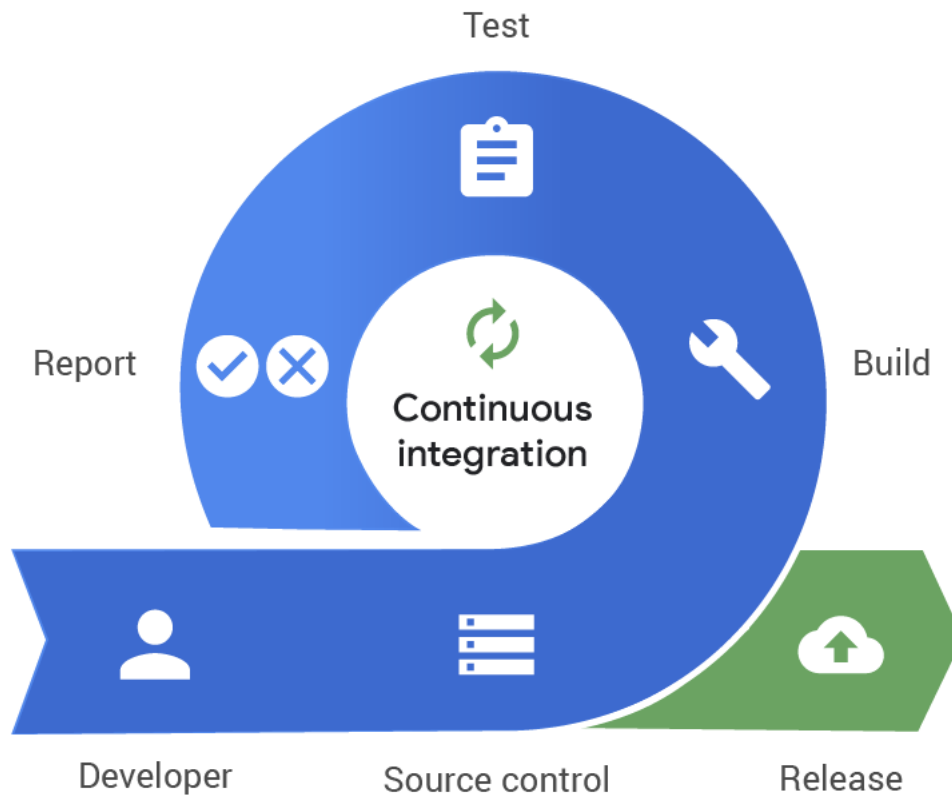 Test
Report
Continuous
integration
Build
Developer
Source control
Release